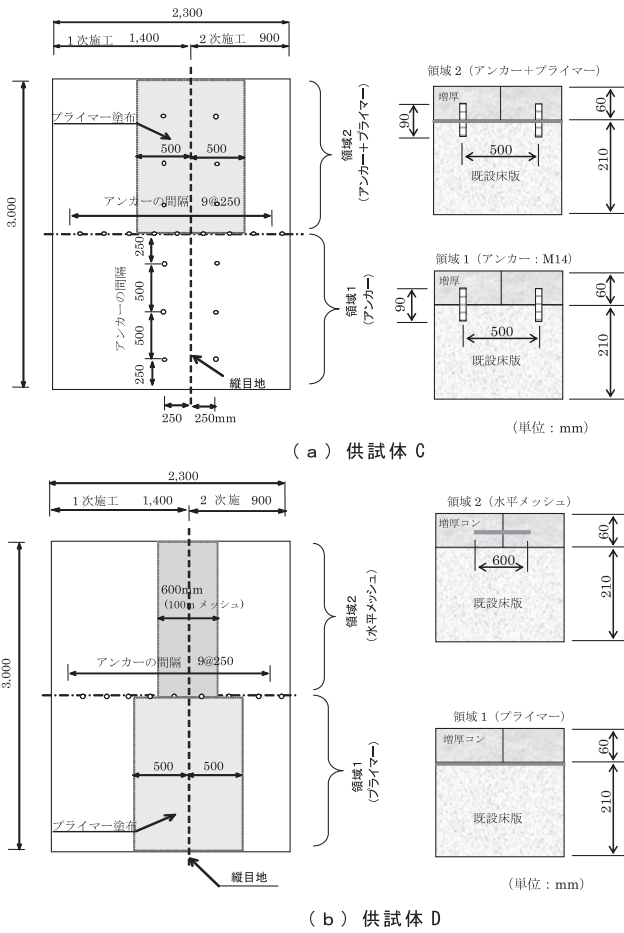 2,300
1次施工 1,400 2次施工 900
プライマー塗布
500 500
アンカーの間隔 9@250
3.000
250
500
500
250
アンカーの間隔
縦目地
250 250mm
領域2
(アンカー+プライマー)
領域1
(アンカー)
領域 2(アンカー+プライマー)
増厚
90
500
既設床版
60
210
領域 1(アンカー:M14)
増厚
90
500
既設床版
60
210
(単位:mm)
(a)供試体 C
2,300
1次施工 1,400 2 次施 900
600mm
(100m メッシュ)
アンカーの間隔 9@250
3.000
500 500
プライマー塗布
縦目地
領域2
(水平メッシュ)
領域1
(プライマー)
領域 2(水平メッシュ)
増厚コン
600
既設床版
60
210
領域 1(プライマー)
増厚コン
既設床版
60
210
(単位:mm)
(b)供試体 D